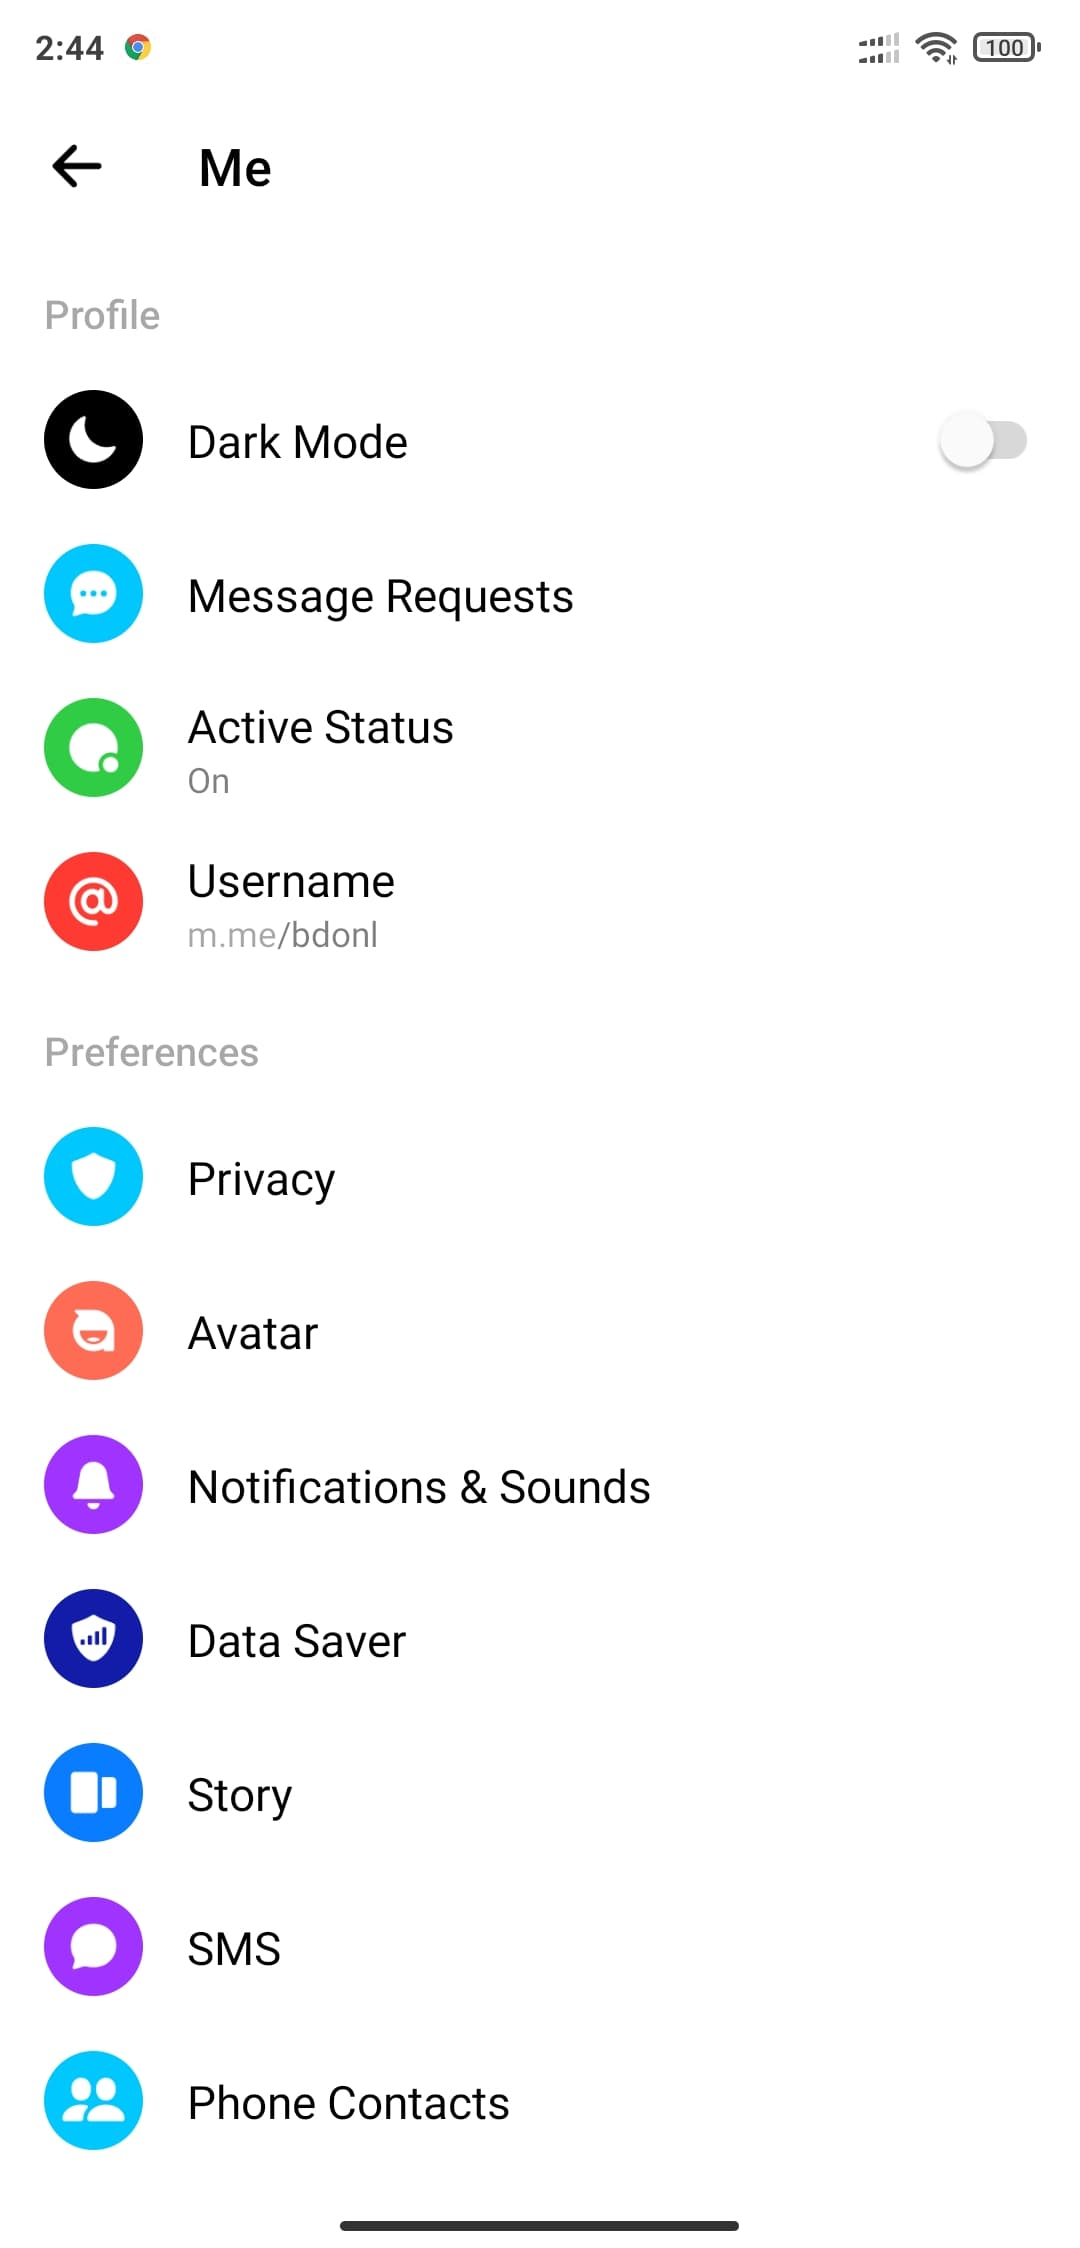 2:44
100
Me
Profile
Dark Mode
Message Requests
Active Status
On
Username
m.me/bdonl
Preferences
Privacy
Avatar
Notifications & Sounds
Data Saver
Story
SMS
Phone Contacts